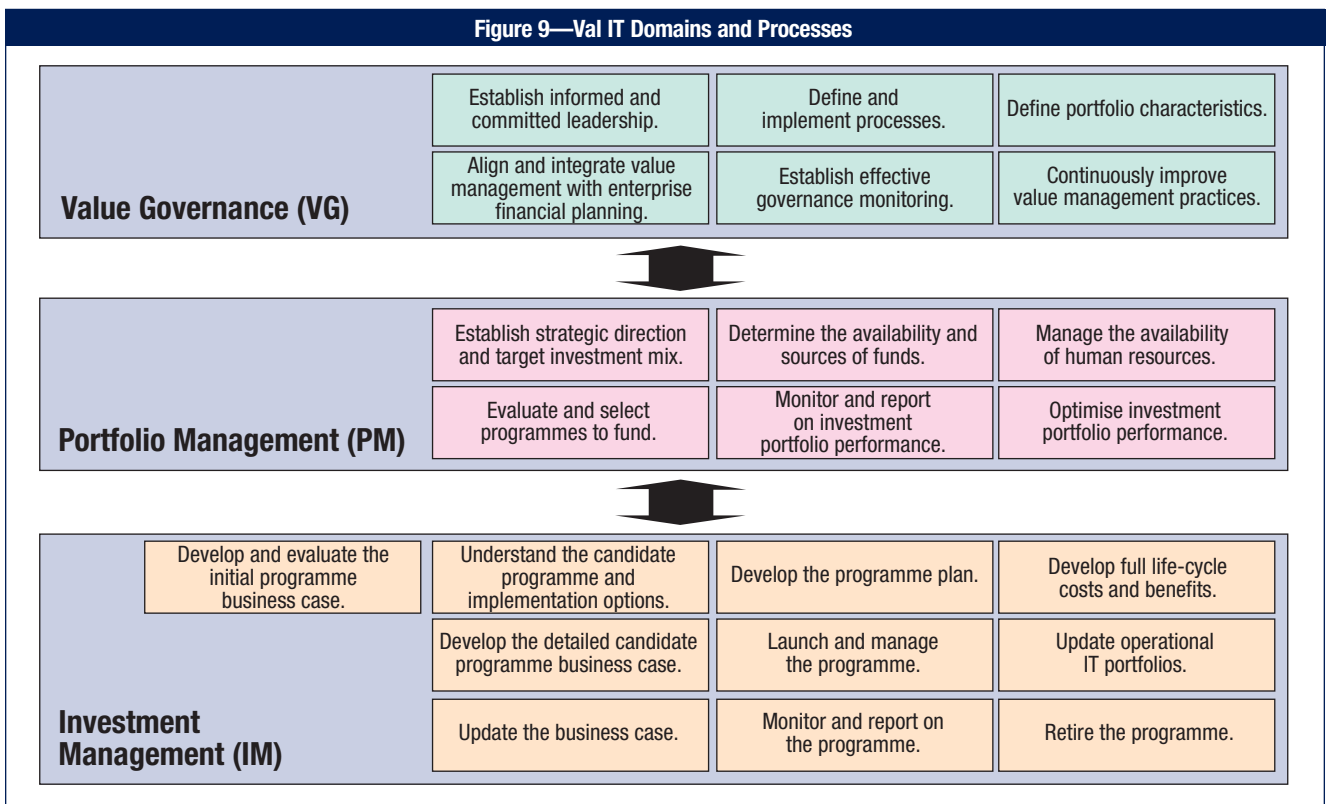 Figure 9—Val IT Domains and Processes
Value Governance (VG)
Establish informed and
committed leadership.
Define and
implement processes.
Define portfolio characteristics.
Align and integrate value
management with enterprise
financial planning.
Establish effective
governance monitoring.
Continuously improve
value management practices.
Portfolio Management (PM)
Establish strategic direction
and target investment mix.
Determine the availability and
sources of funds.
Manage the availability
of human resources.
Evaluate and select
programmes to fund.
Monitor and report
on investment
portfolio performance.
Optimise investment
portfolio performance.
Investment
Management (IM)
Develop and evaluate the
initial programme
business case.
Understand the candidate
programme and
implementation options.
Develop the programme plan.
Develop full life-cycle
costs and benefits.
Develop the detailed candidate
programme business case.
Launch and manage
the programme.
Update operational
IT portfolios.
Update the business case.
Monitor and report on
the programme.
Retire the programme.